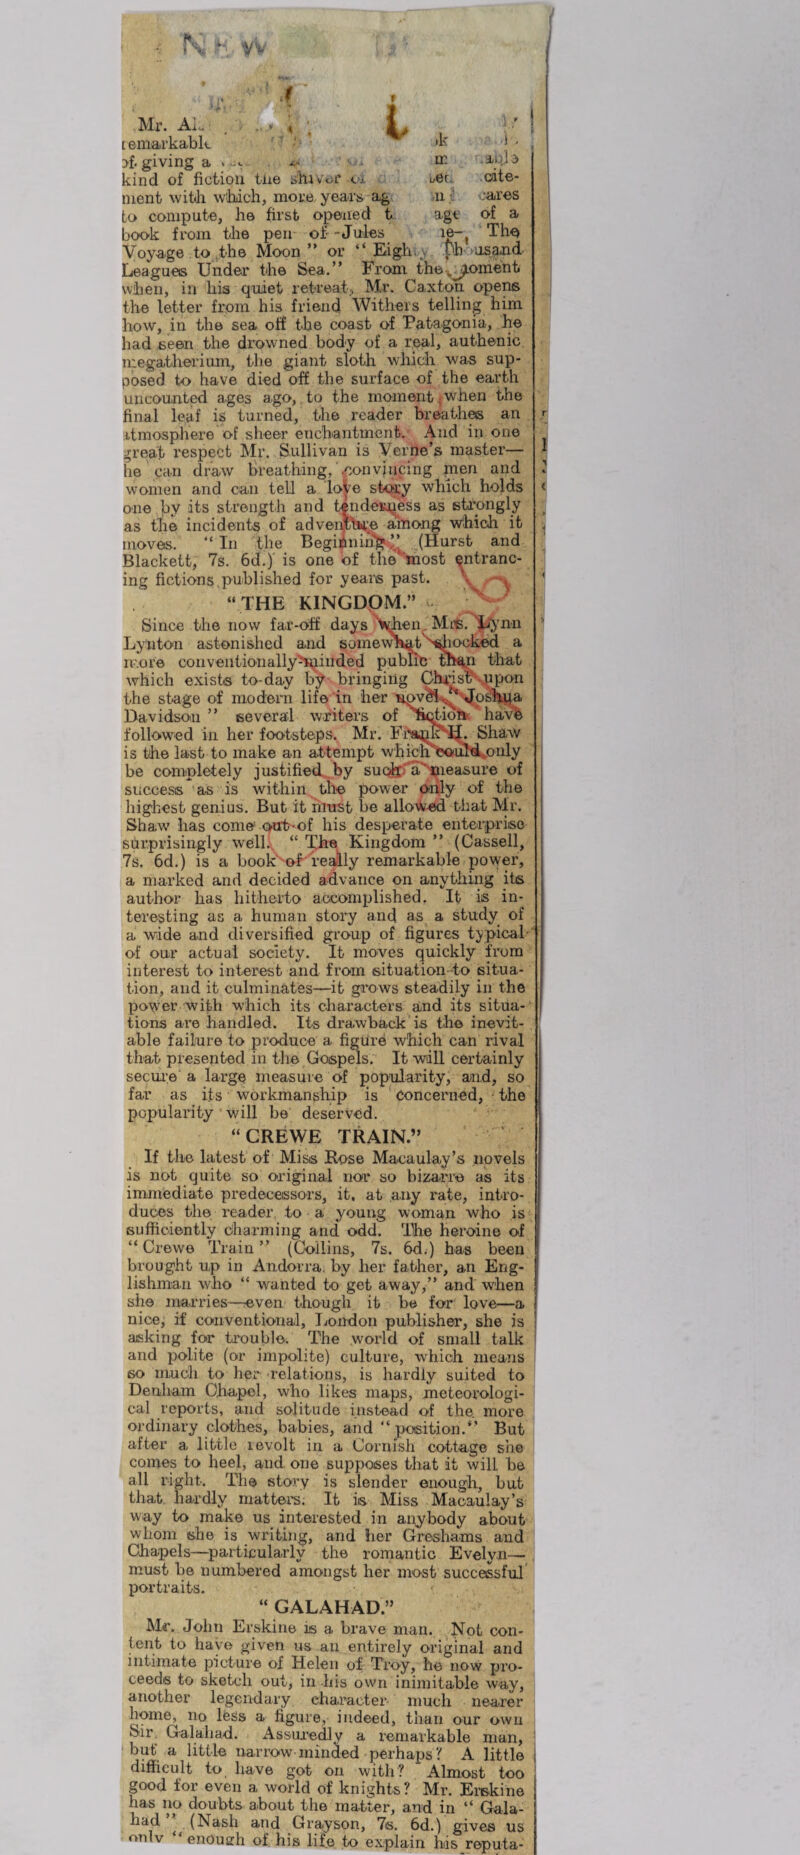 NEW
Mr. Al
remarkable
of giving a
kind of fiction the shiver of cite-
ment with which, more years ag cares
to compute, he first opened t age of a
book from the pen of Jules The
Voyage to the Moon” or “Eigh usand
Leagues Under the Sea.” From the moment
when, in his quiet retreat, Mr. Caxton opens
the letter from his friend Withers telling him
how, in the sea off the coast of Patagonia, he
had seen the drowned body of a real, authenic
megatherium, the giant sloth which was sup-
posed to have died off the surface of the earth
uncounted ages ago, to the moment when the
final leaf is turned, the reader breathes an
atmosphere of sheer enchantment. And in one
great respect Mr. Sullivan is Verne’s master—
he can draw breathing, convincing men and
women and can tell a love story which holds
one by its strength and tenderness as strongly
as the incidents of adventure among which it
moves. “In the Beginning” (Hurst and
Blackett, 7s. 6d.) is one of the most entranc-
ing fictions published for years past.
“THE KINGDOM.”
Since the now far-off days when Mrs. Lynn
Lynton astonished and somewhat shocked a
more conventionally-minded public than that
which exists to-day by bringing Christ upon
the stage of modern life in her novel “Joshua
Davidson” several writers of fiction have
followed in her footsteps. Mr. Frank H. Shaw
is the last to make an attempt which could only
be completely justified by such a measure of
success as is within the power only of the
highest genius. But it must be allowed that Mr.
Shaw has come out of his desperate enterprise
surprisingly well. “The Kingdom” (Cassell,
7s. 6d.) is a book of really remarkable power,
a marked and decided advance on anything its
author has hitherto accomplished. It is in-
teresting as a human story and as a study of
a wide and diversified group of figures typical
of our actual society. It moves quickly from
interest to interest and from situation to situa-
tion, and it culminates—it grows steadily in the
power with which its characters and its situa-
tions are handled. Its drawback is the inevit-
able failure to produce a figure which can rival
that presented in the Gospels. It will certainly
secure a large measure of popularity, and, so
far as its workmanship is concerned, the
popularity will be deserved.
“CREWE TRAIN.”
If the latest of Miss Rose Macaulay’s novels
is not quite so original nor so bizarre as its
immediate predecessors, it, at any rate, intro-
duces the reader to a young woman who is
sufficiently charming and odd. The heroine of
“Crewe Train” (Collins, 7s. 6d.) has been
brought up in Andorra by her father, an Eng-
lishman who “wanted to get away,” and when
she marries—even though it be for love—a
nice, if conventional, London publisher, she is
asking for trouble. The world of small talk
and polite (or impolite) culture, which means
so much to her relations, is hardly suited to
Denham Chapel, who likes maps, meteorologi-
cal reports, and solitude instead of the more
ordinary clothes, babies, and “position.” But
after a little revolt in a Cornish cottage she
comes to heel, and one supposes that it will be
all right. The story is slender enough, but
that hardly matters. It is Miss Macaulay’s
way to make us interested in anybody about
whom she is writing, and her Greshams and
Chapels—particularly the romantic Evelyn—
must be numbered amongst her most successful
portraits.
“GALAHAD.”
Mr. John Erskine is a brave man. Not con-
tent to have given us an entirely original and
intimate picture of Helen of Troy, he now pro-
ceeds to sketch out, in his own inimitable way,
another legendary character much nearer
home, no less a figure, indeed, than our own
Sir Galahad. Assuredly a remarkable man,
but a little narrow-minded perhaps? A little
difficult to have got on with? Almost too
good for even a world of knights? Mr. Erskine
has no doubts about the matter, and in “Gala-
had” (Nash and Grayson, 7s. 6d.) gives us
only “enough of his life to explain his reputa-